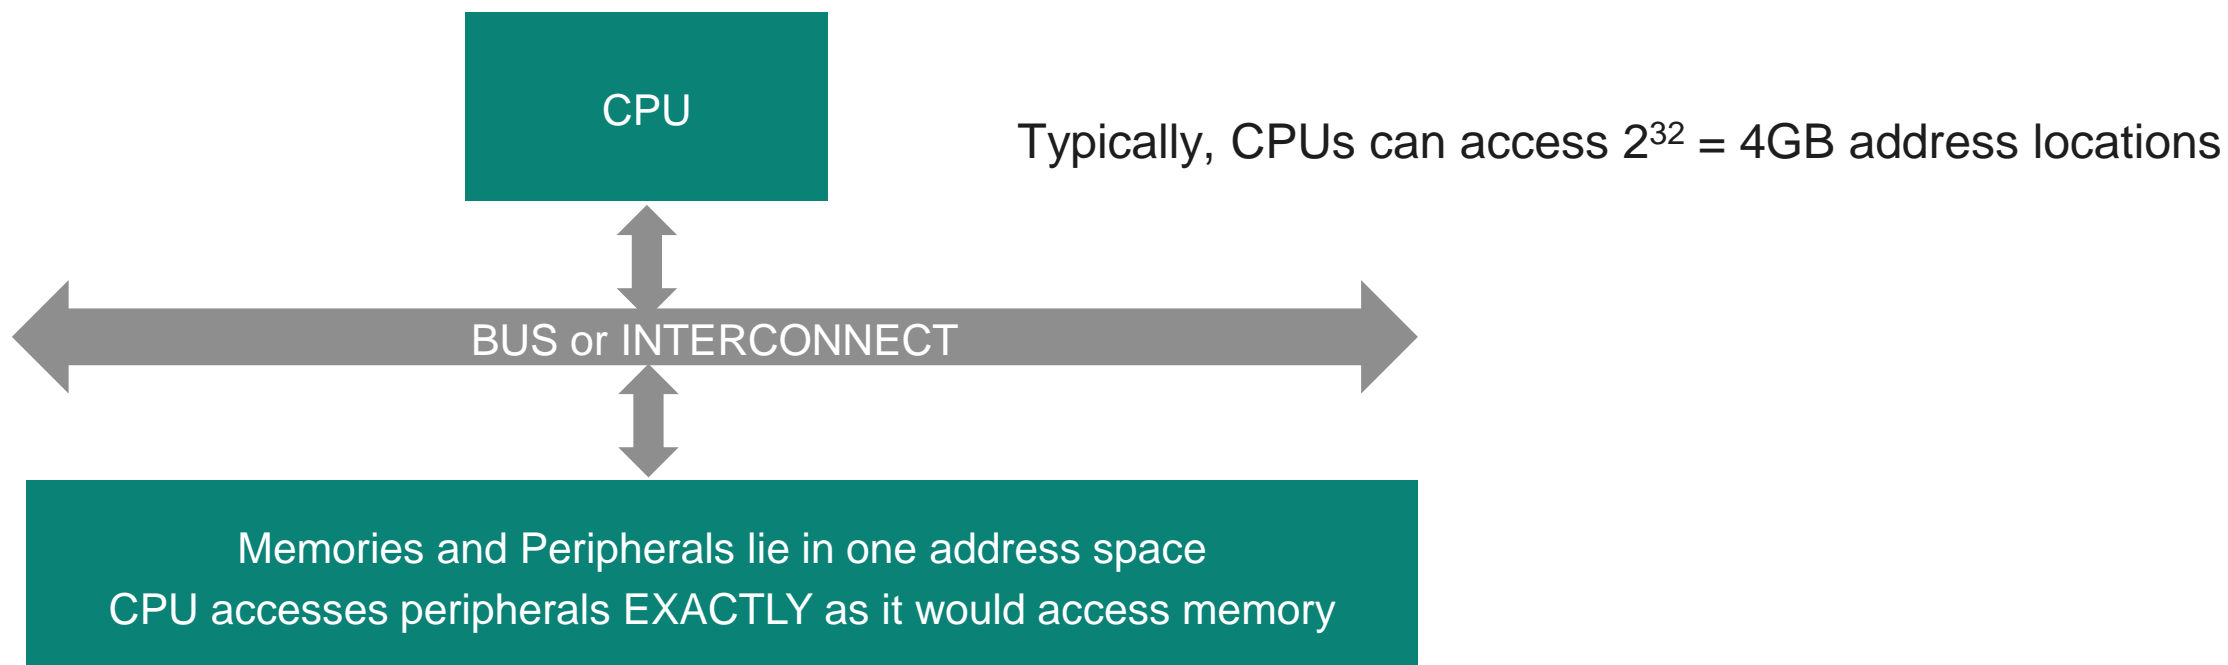 CPU
Typically, CPUs can access 2³² = 4GB address locations
BUS or INTERCONNECT
Memories and Peripherals lie in one address space
CPU accesses peripherals EXACTLY as it would access memory